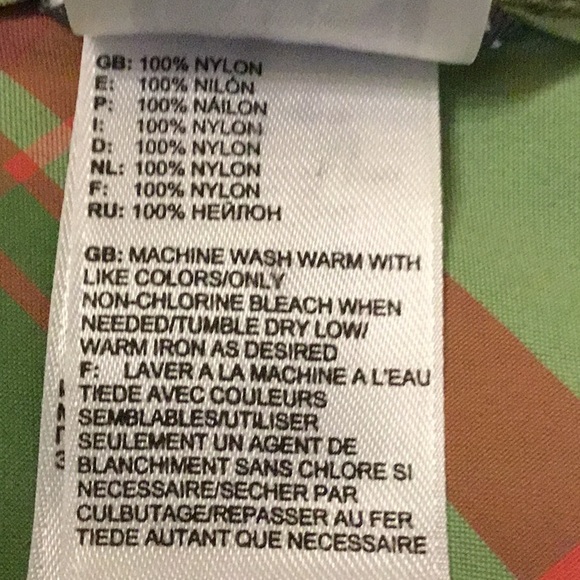 GB: 100% NYLON
E: 100% NILÓN
P: 100% NÁILON
I: 100% NYLON
D: 100% NYLON
NL: 100% NYLON
F: 100% NYLON
RU: 100% НЕЙЛОН
GB: MACHINE WASH WARM WITH
LIKE COLORS/ONLY
NON-CHLORINE BLEACH WHEN
NEEDED/TUMBLE DRY LOW/
WARM IRON AS DESIRED
F: LAVER A LA MACHINE A L'EAU
TIEDE AVEC COULEURS
SEMBLABLES/UTILISER
SEULEMENT UN AGENT DE
BLANCHIMENT SANS CHLORE SI
NECESSAIRE/SECHER PAR
CULBUTAGE/REPASSER AU FER
TIEDE AUTANT QUE NECESSAIRE